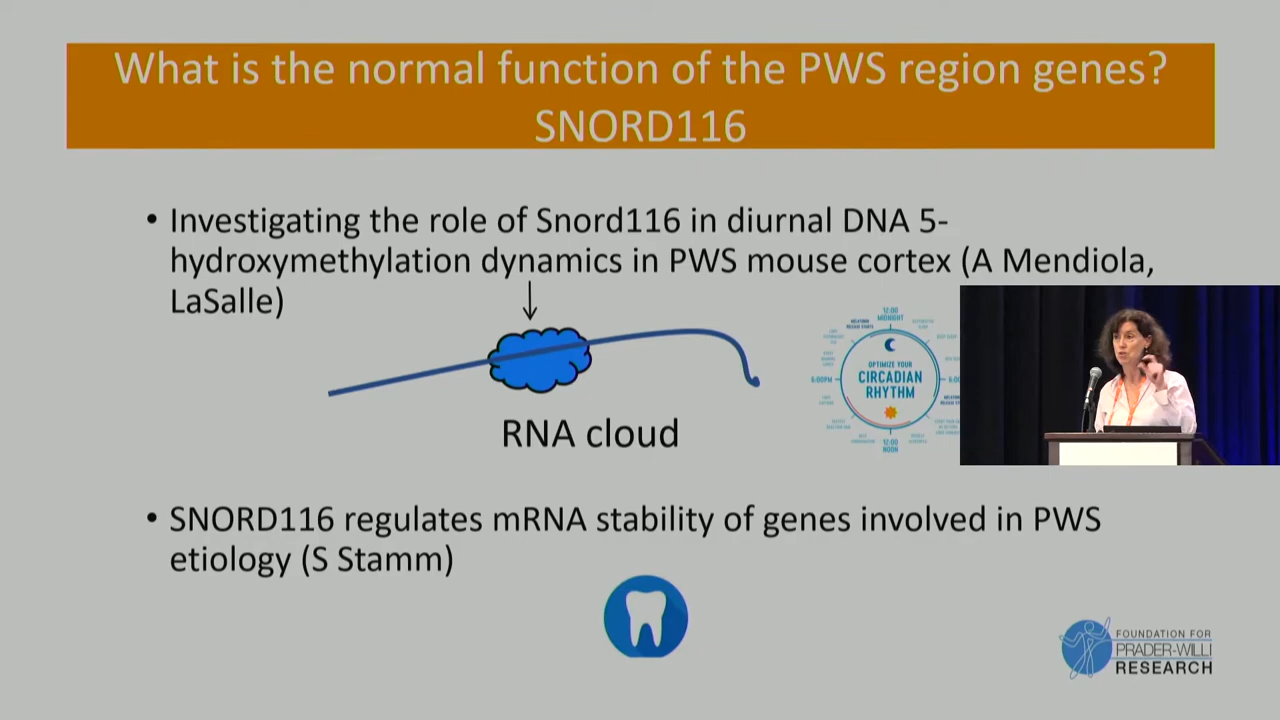 What is the normal function of the PWS region genes?
SNORD116
• Investigating the role of Snord116 in diurnal DNA 5-
hydroxymethylation dynamics in PWS mouse cortex (A Mendiola,
LaSalle)
12:00
MIDNIGHT
OPTIMIZE YOUR
CIRCADIAN
RHYTHM
6:00PM
12:00
NOON
RNA cloud
• SNORD116 regulates mRNA stability of genes involved in PWS
etiology (S Stamm)
FOUNDATION FOR
PRADER-WILLI
RESEARCH